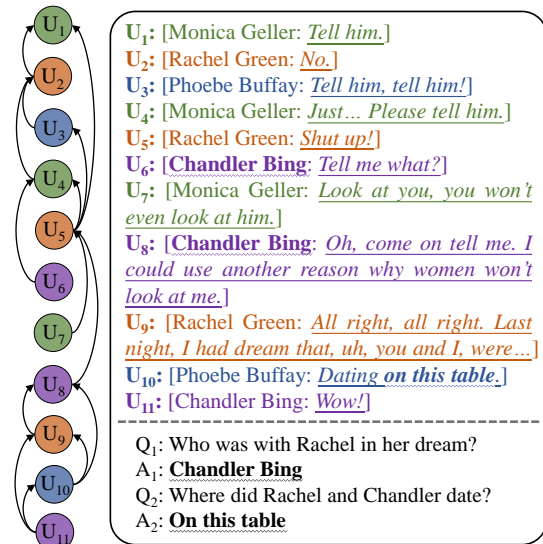 U1
U2
U3
U4
U5
U6
U7
U8
U9
U10
U11
U1: [Monica Geller: Tell him.]
U2: [Rachel Green: No.]
U3: [Phoebe Buffay: Tell him, tell him!]
U4: [Monica Geller: Just… Please tell him.]
U5: [Rachel Green: Shut up!]
U6: [Chandler Bing: Tell me what?]
U7: [Monica Geller: Look at you, you won't
even look at him.]
U8: [Chandler Bing: Oh, come on tell me. I
could use another reason why women won't
look at me.]
U9: [Rachel Green: All right, all right. Last
night, I had dream that, uh, you and I, were…]
U10: [Phoebe Buffay: Dating on this table.]
U11: [Chandler Bing: Wow!]
Q1: Who was with Rachel in her dream?
A1: Chandler Bing
Q2: Where did Rachel and Chandler date?
A2: On this table